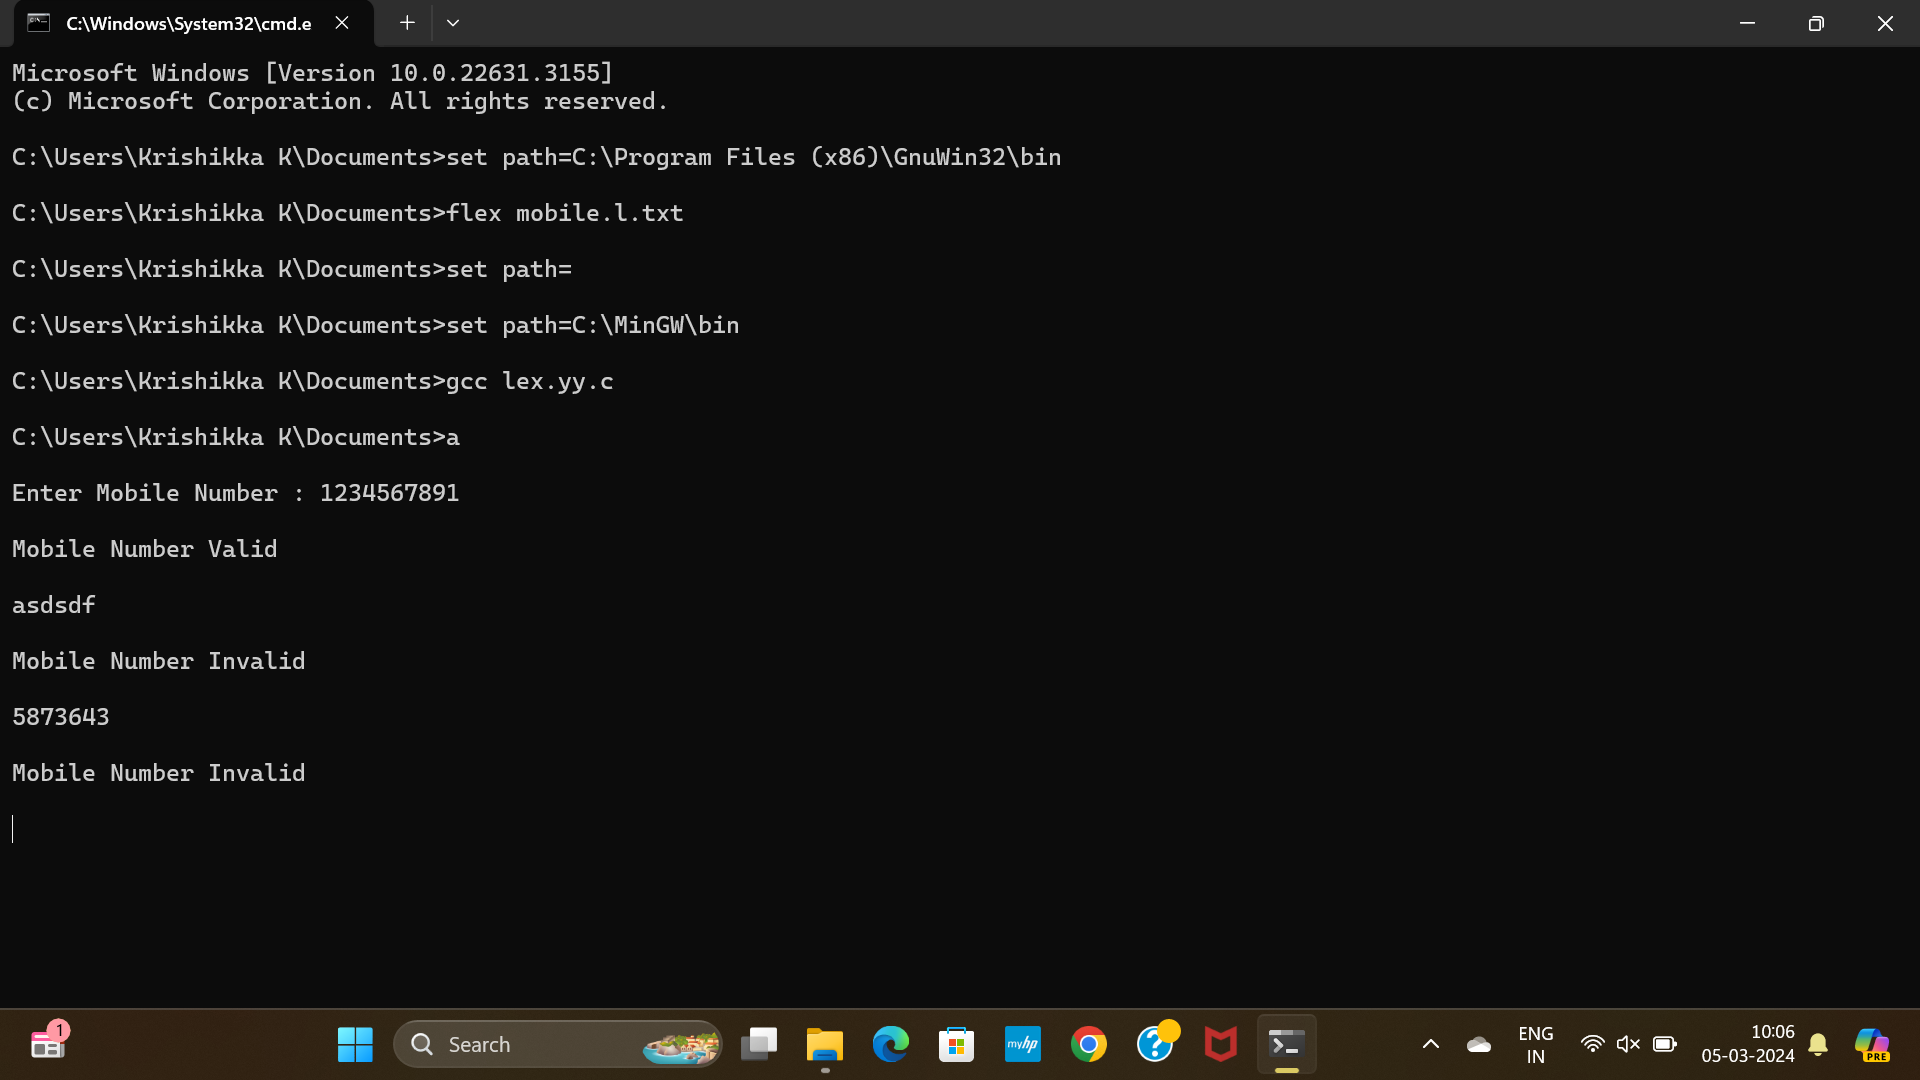 C:\Windows\System32\cmd.e
Microsoft Windows [Version 10.0.22631.3155]
(c) Microsoft Corporation. All rights reserved.
C:\Users\Krishikka K\Documents>set path=C:\Program Files (x86)\GnuWin32\bin
C:\Users\Krishikka K\Documents>flex mobile.l.txt
C:\Users\Krishikka K\Documents>set path=
C:\Users\Krishikka K\Documents>set path=C:\MinGW\bin
C:\Users\Krishikka K\Documents>gcc lex.yy.c
C:\Users\Krishikka K\Documents>a
Enter Mobile Number : 1234567891
Mobile Number Valid
asdsdf
Mobile Number Invalid
5873643
Mobile Number Invalid
1
Search
myhp
ENG
IN
10:06
05-03-2024
PRE